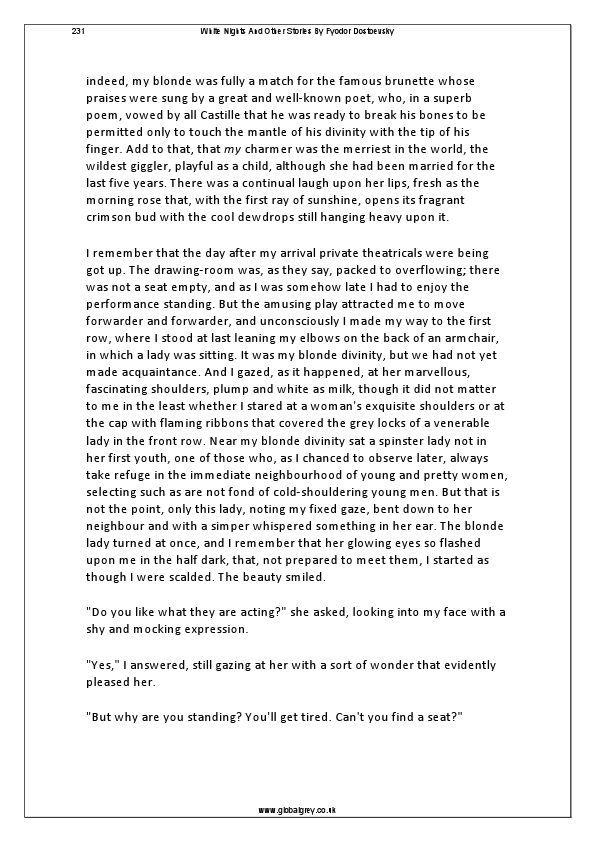 231 White Nights And Other Stories By Fyodor Dostoevsky
indeed, my blonde was fully a match for the famous brunette whose
praises were sung by a great and well-known poet, who, in a superb
poem, vowed by all Castille that he was ready to break his bones to be
permitted only to touch the mantle of his divinity with the tip of his
finger. Add to that, that my charmer was the merriest in the world, the
wildest giggler, playful as a child, although she had been married for the
last five years. There was a continual laugh upon her lips, fresh as the
morning rose that, with the first ray of sunshine, opens its fragrant
crimson bud with the cool dewdrops still hanging heavy upon it.
I remember that the day after my arrival private theatricals were being
got up. The drawing-room was, as they say, packed to overflowing; there
was not a seat empty, and as I was somehow late I had to enjoy the
performance standing. But the amusing play attracted me to move
forwarder and forwarder, and unconsciously I made my way to the first
row, where I stood at last leaning my elbows on the back of an armchair,
in which a lady was sitting. It was my blonde divinity, but we had not yet
made acquaintance. And I gazed, as it happened, at her marvellous,
fascinating shoulders, plump and white as milk, though it did not matter
to me in the least whether I stared at a woman's exquisite shoulders or at
the cap with flaming ribbons that covered the grey locks of a venerable
lady in the front row. Near my blonde divinity sat a spinster lady not in
her first youth, one of those who, as I chanced to observe later, always
take refuge in the immediate neighbourhood of young and pretty women,
selecting such as are not fond of cold-shouldering young men. But that is
not the point, only this lady, noting my fixed gaze, bent down to her
neighbour and with a simper whispered something in her ear. The blonde
lady turned at once, and I remember that her glowing eyes so flashed
upon me in the half dark, that, not prepared to meet them, I started as
though I were scalded. The beauty smiled.
"Do you like what they are acting?" she asked, looking into my face with a
shy and mocking expression.
"Yes," I answered, still gazing at her with a sort of wonder that evidently
pleased her.
"But why are you standing? You'll get tired. Can't you find a seat?"
www.globalgrey.co.uk